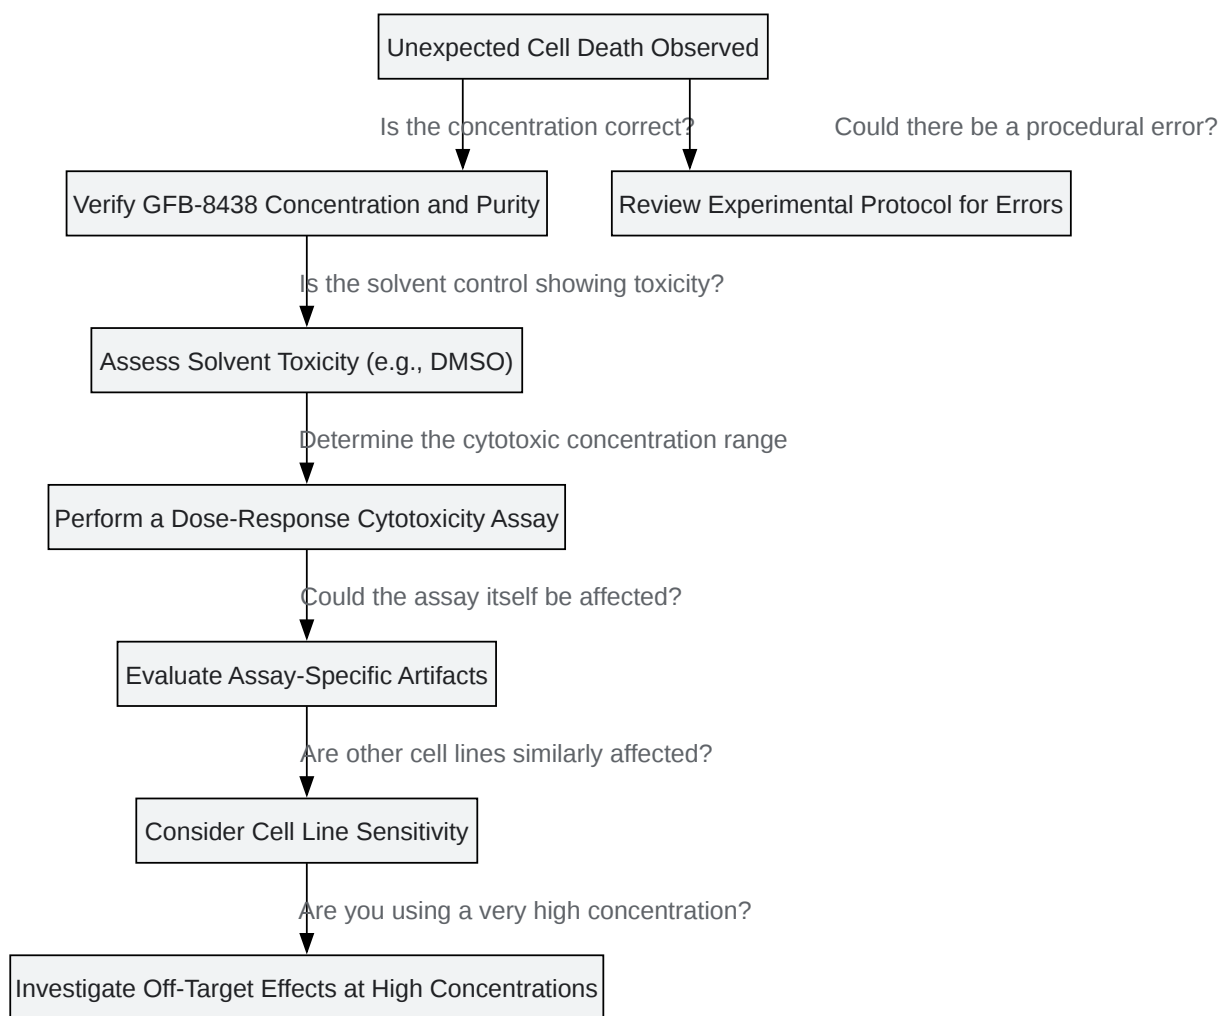 Unexpected Cell Death Observed
Is the concentration correct?
Could there be a procedural error?
Verify GFB-8438 Concentration and Purity
Review Experimental Protocol for Errors
Is the solvent control showing toxicity?
Assess Solvent Toxicity (e.g., DMSO)
Determine the cytotoxic concentration range
Perform a Dose-Response Cytotoxicity Assay
Could the assay itself be affected?
Evaluate Assay-Specific Artifacts
Are other cell lines similarly affected?
Consider Cell Line Sensitivity
Are you using a very high concentration?
Investigate Off-Target Effects at High Concentrations